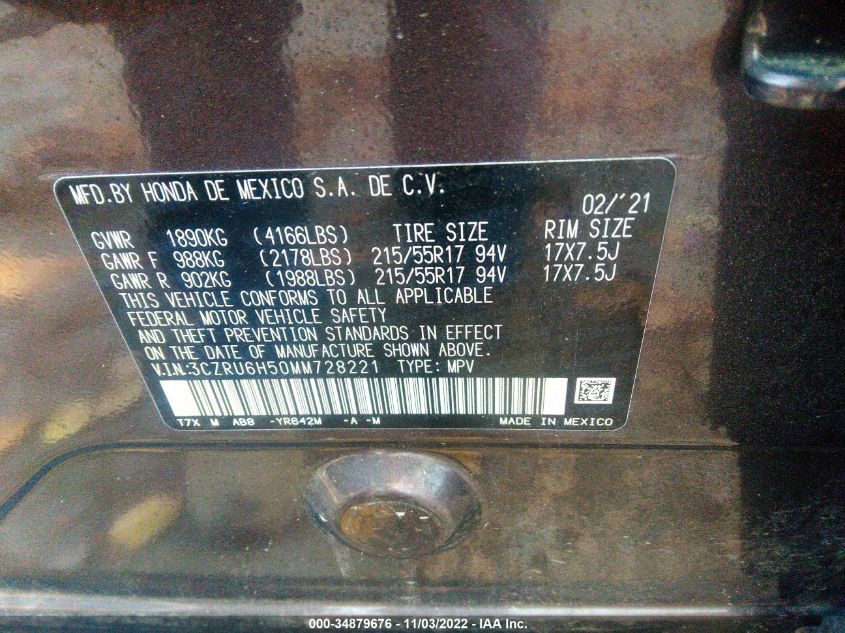 MFD.BY HONDA DE MEXICO S.A. DE C.V. 02/'21
GVWR 1890KG (4166LBS) TIRE SIZE RIM SIZE
GAWR F 988KG (2178LBS) 215/55R17 94V 17X7.5J
GAWR R 902KG (1988LBS) 215/55R17 94V 17X7.5J
THIS VEHICLE CONFORMS TO ALL APPLICABLE
FEDERAL MOTOR VEHICLE SAFETY
AND THEFT PREVENTION STANDARDS IN EFFECT
ON THE DATE OF MANUFACTURE SHOWN ABOVE.
V.I.N:3CZRU6H50MM728221 TYPE: MPV
T7X M AB8 -YR642M -A -M MADE IN MEXICO
000-34879676 - 11/03/2022 - IAA Inc.